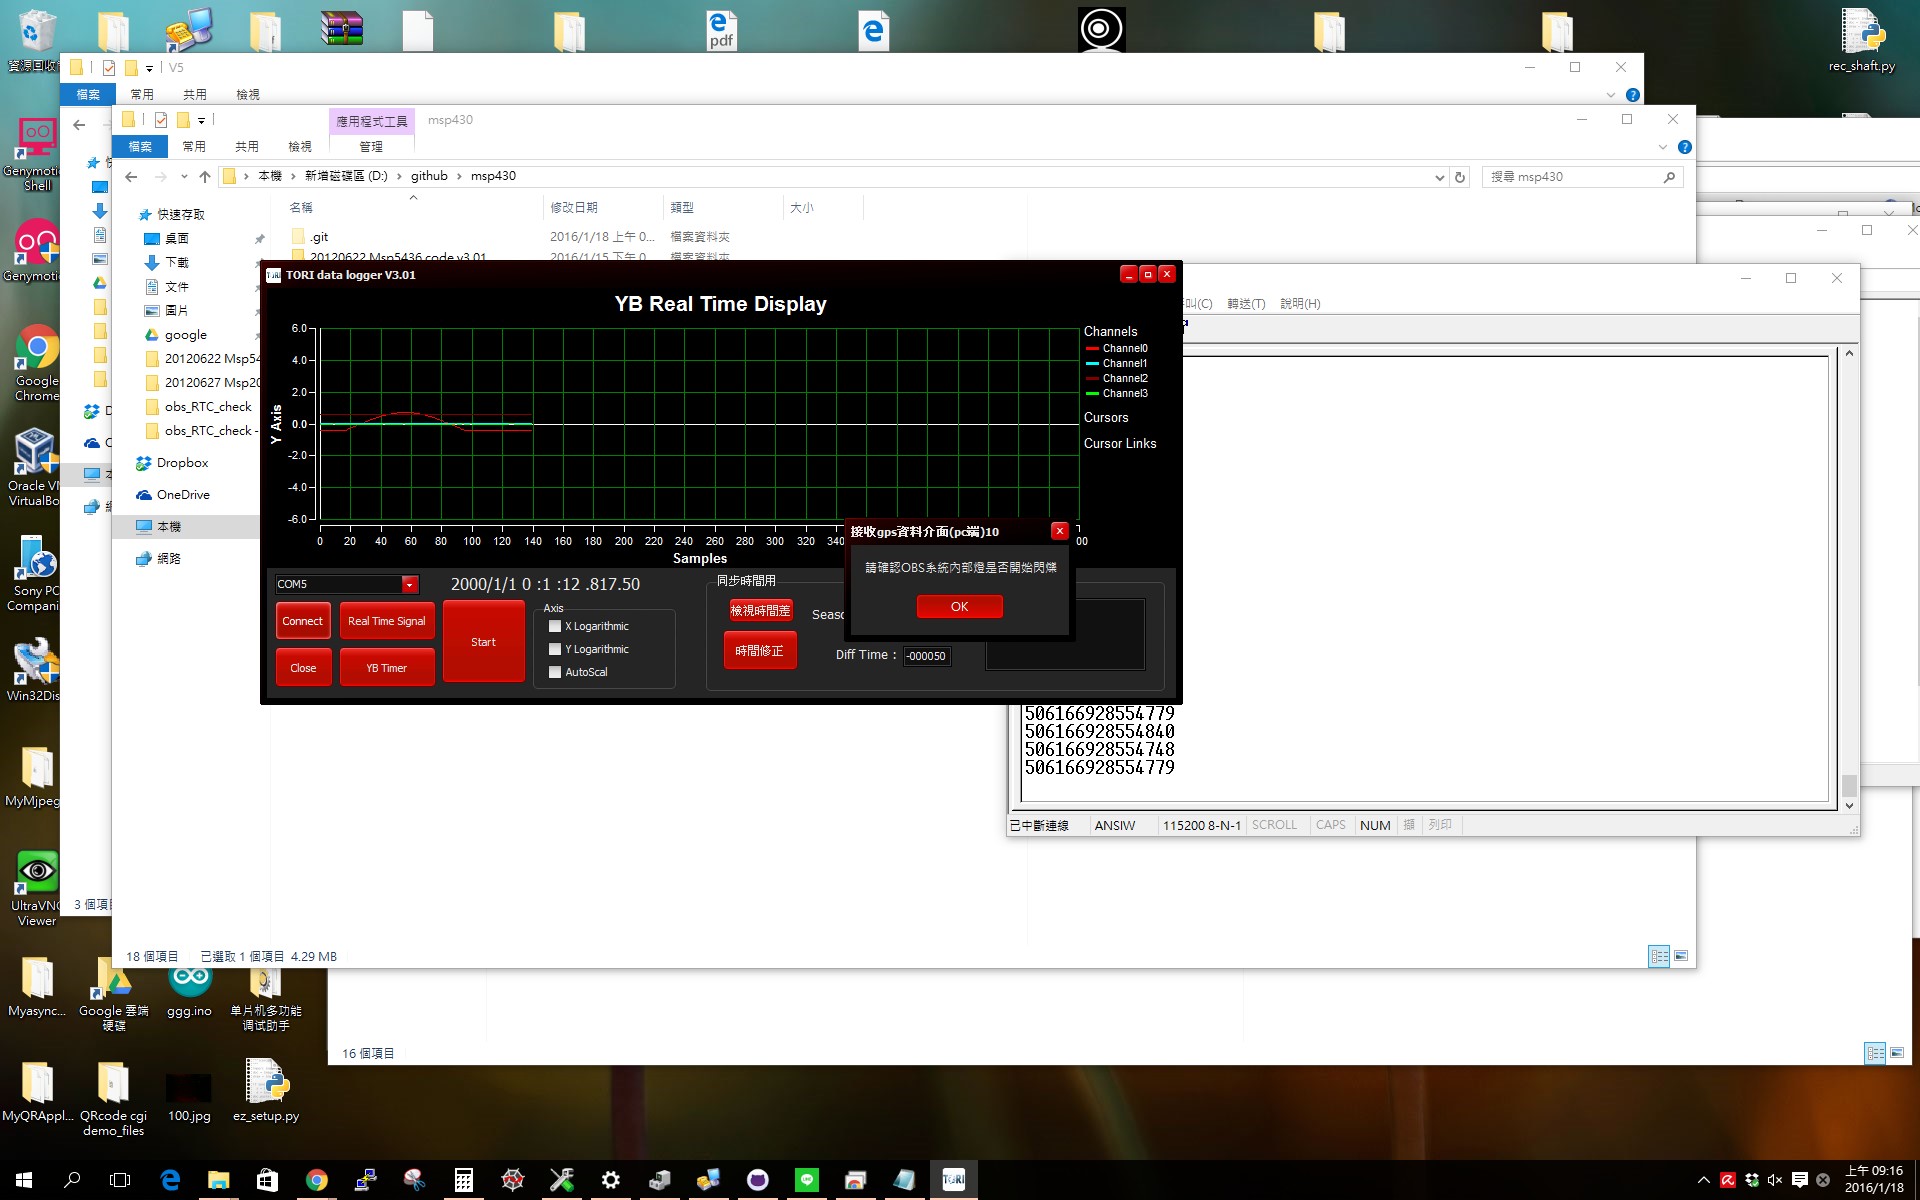 資源回收
pdf
rec_shaft.py
V5
檔案
常用
共用
檢視
應用程式工具
msp430
檔案
常用
共用
檢視
管理
本機
新增磁碟區 (D:)
github
msp430
搜尋 msp430
名稱
修改日期
類型
大小
快速存取
桌面
下載
文件
圖片
google
20120622 Msp54
20120627 Msp20
obs_RTC_check
obs_RTC_check -
Dropbox
OneDrive
本機
網路
.git
2016/1/18 上午 0...
檔案資料夾
20120622 Msp5436 code v3.01
2016/1/15 下午 0...
檔案資料夾
18 個項目
已選取 1 個項目 4.29 MB
3 個項
16 個項目
TORI data logger V3.01
YB Real Time Display
Y Axis
6.0
4.0
2.0
0.0
-2.0
-4.0
-6.0
0 20 40 60 80 100 120 140 160 180 200 220 240 260 280 300 320 34 00
Samples
Channels
Channel0
Channel1
Channel2
Channel3
Cursors
Cursor Links
COM5
2000/1/1 0 :1 :12 .817.50
Connect
Real Time Signal
Start
Close
YB Timer
Axis
X Logarithmic
Y Logarithmic
AutoScal
同步時間用
檢視時間差
時間修正
Diff Time :
-000050
接收gps資料介面(pc端)10
請確認OBS系統內部燈是否開始閃爍
OK
叫(C)
轉送(T)
說明(H)
506166928554779
506166928554840
506166928554748
506166928554779
已中斷連線
ANSIW
115200 8-N-1
SCROLL
CAPS
NUM
擷
列印
Genymoti
Shell
Genymotic
Google
Chrome
Oracle VM
VirtualBo
Sony PC
Compani
Win32Dis
MyMjpeg
UltraVNC
Viewer
Myasync...
Google 雲端
硬碟
ggg.ino
单片机多功能
调试助手
MyQRAppl...
QRcode cgi
demo_files
100.jpg
ez_setup.py
TORI
上午 09:16
2016/1/18